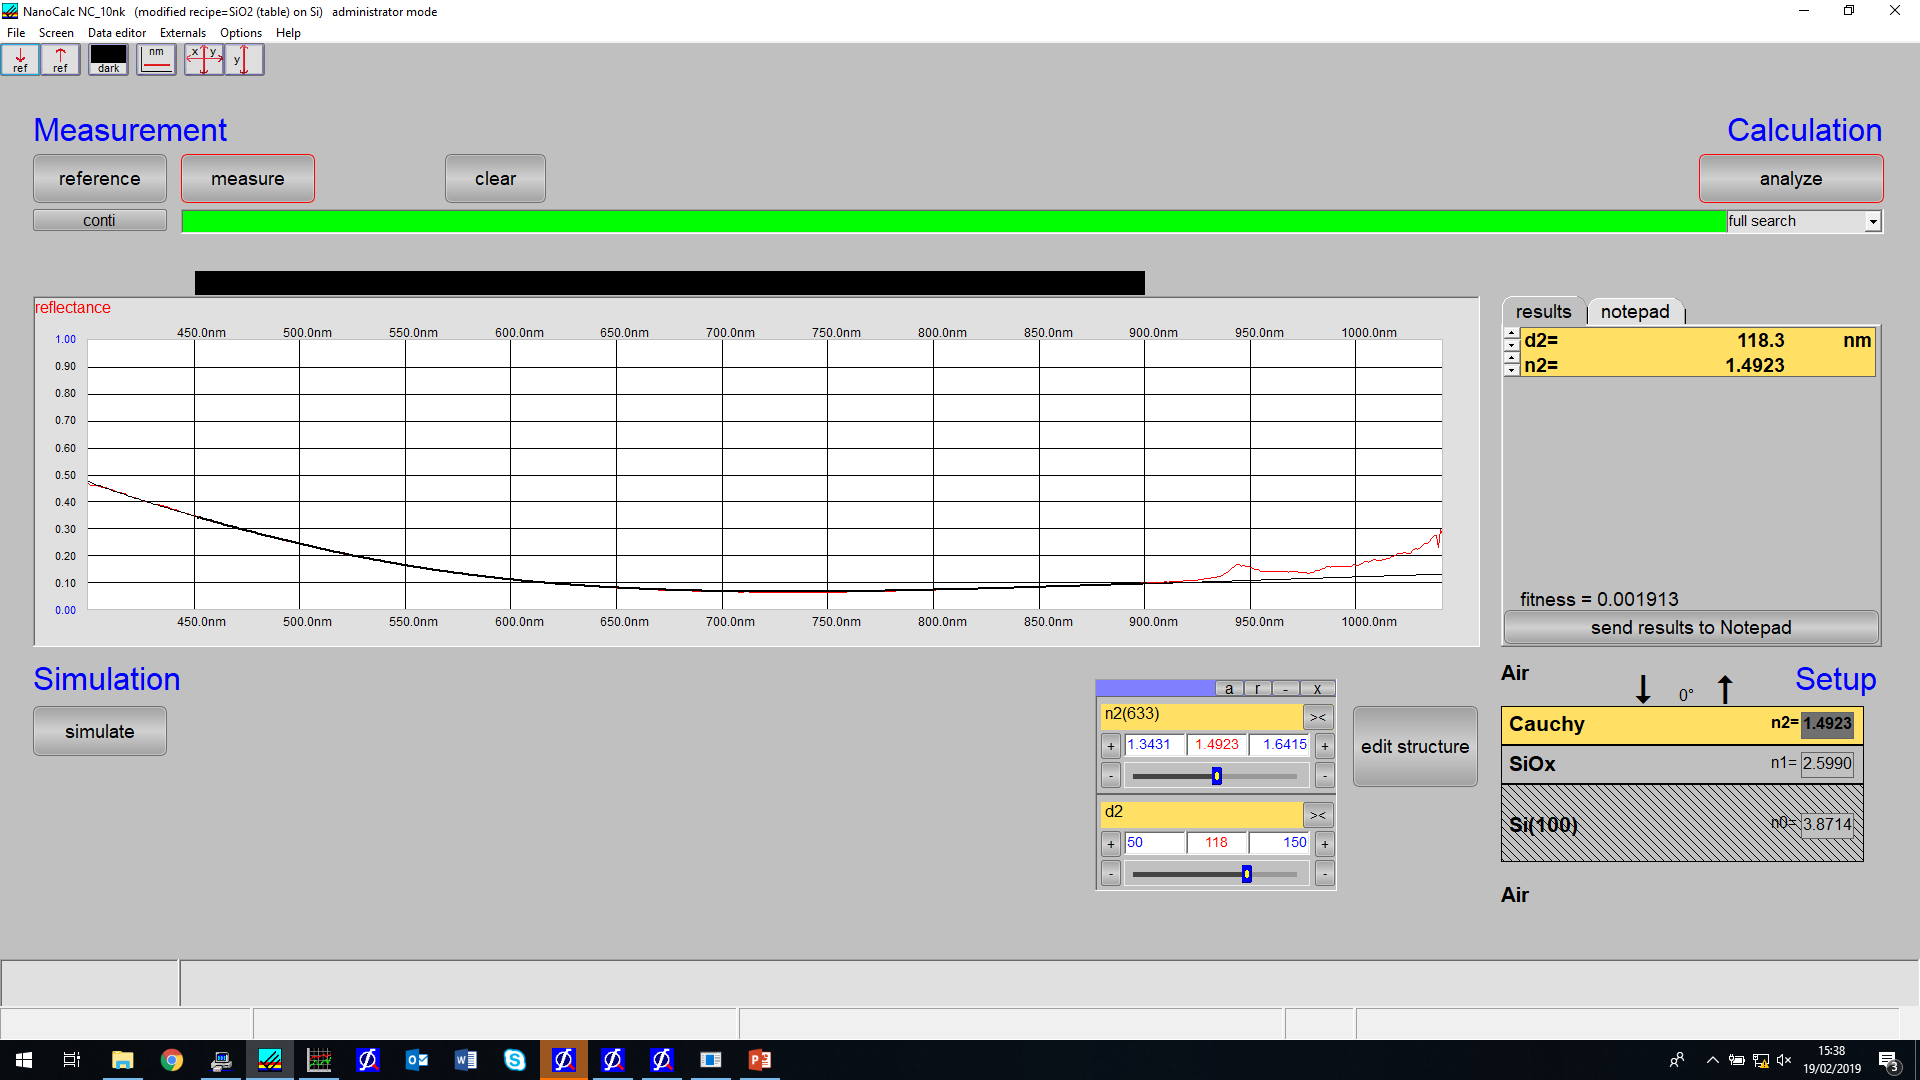 NanoCalc NC_10nk   (modified recipe=SiO2 (table) on Si)   administrator mode
File   Screen   Data editor   Externals   Options   Help
ref   ref   dark   nm   x   y   y
Measurement
Calculation
reference   measure   clear
analyze
conti
full search
reflectance
450.0nm   500.0nm   550.0nm   600.0nm   650.0nm   700.0nm   750.0nm   800.0nm   850.0nm   900.0nm   950.0nm   1000.0nm
1.00
0.90
0.80
0.70
0.60
0.50
0.40
0.30
0.20
0.10
0.00
450.0nm   500.0nm   550.0nm   600.0nm   650.0nm   700.0nm   750.0nm   800.0nm   850.0nm   900.0nm   950.0nm   1000.0nm
results   notepad
d2=   118.3   nm
n2=   1.4923
fitness = 0.001913
send results to Notepad
Simulation
simulate
a   r   -   x
n2(633)   ><
+   1.3431   1.4923   1.6415   +
-   -
d2   ><
+   50   118   150   +
-   -
edit structure
Air
0°
Setup
Cauchy   n2=   1.4923
SiOx   n1=   2.5990
Si(100)   n0=   3.8714
Air
15:38
19/02/2019
3